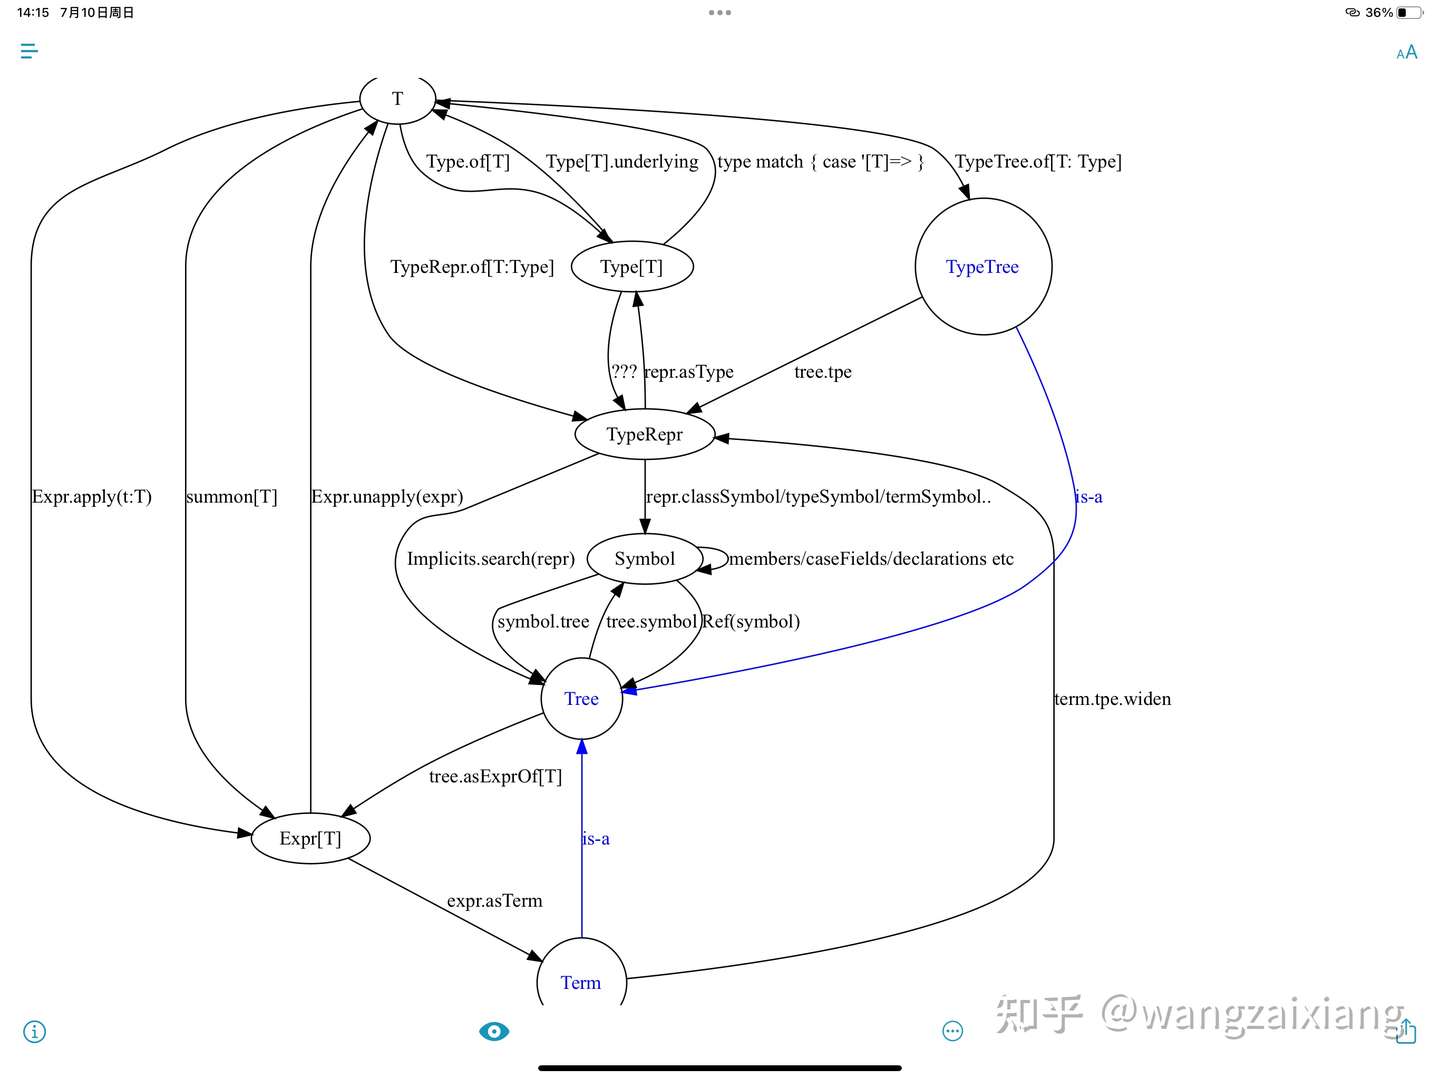 14:15 7月10日周日
36%
AA
T
Type.of[T]
Type[T].underlying
type match { case '[T]=> }
TypeTree.of[T: Type]
TypeRepr.of[T:Type]
Type[T]
TypeTree
???
repr.asType
tree.tpe
TypeRepr
Expr.apply(t:T)
summon[T]
Expr.unapply(expr)
repr.classSymbol/typeSymbol/termSymbol..
is-a
Implicits.search(repr)
Symbol
members/caseFields/declarations etc
symbol.tree
tree.symbol
Ref(symbol)
Tree
term.tpe.widen
tree.asExprOf[T]
Expr[T]
is-a
expr.asTerm
Term
知乎 @wangzaixiang